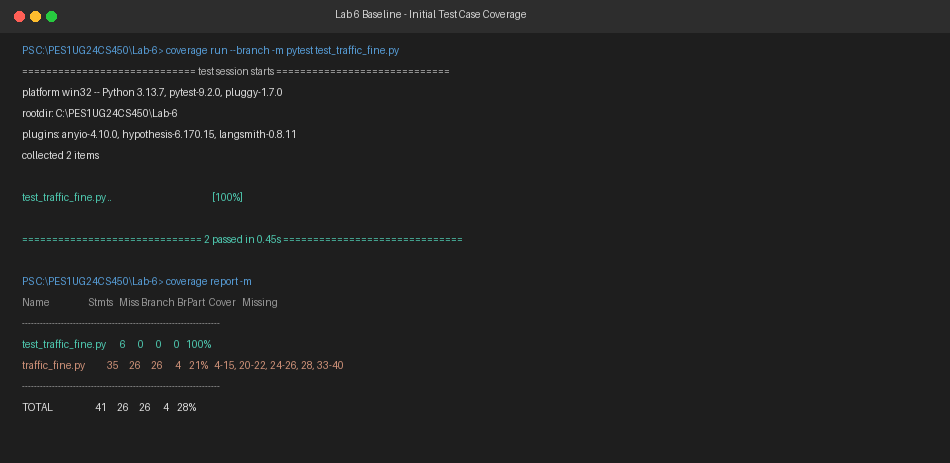 Lab 6 Baseline - Initial Test Case Coverage
PS C:\PES1UG24CS450\Lab-6> coverage run --branch -m pytest test_traffic_fine.py
============================= test session starts =============================
platform win32 -- Python 3.13.7, pytest-9.2.0, pluggy-1.7.0
rootdir: C:\PES1UG24CS450\Lab-6
plugins: anyio-4.10.0, hypothesis-6.170.15, langsmith-0.8.11
collected 2 items
test_traffic_fine.py .. [100%]
============================== 2 passed in 0.45s ==============================
PS C:\PES1UG24CS450\Lab-6> coverage report -m
Name Stmts Miss Branch BrPart Cover Missing
------------------------------------------------------------------
test_traffic_fine.py 6 0 0 0 100%
traffic_fine.py 35 26 26 4 21% 4-15, 20-22, 24-26, 28, 33-40
------------------------------------------------------------------
TOTAL 41 26 26 4 28%